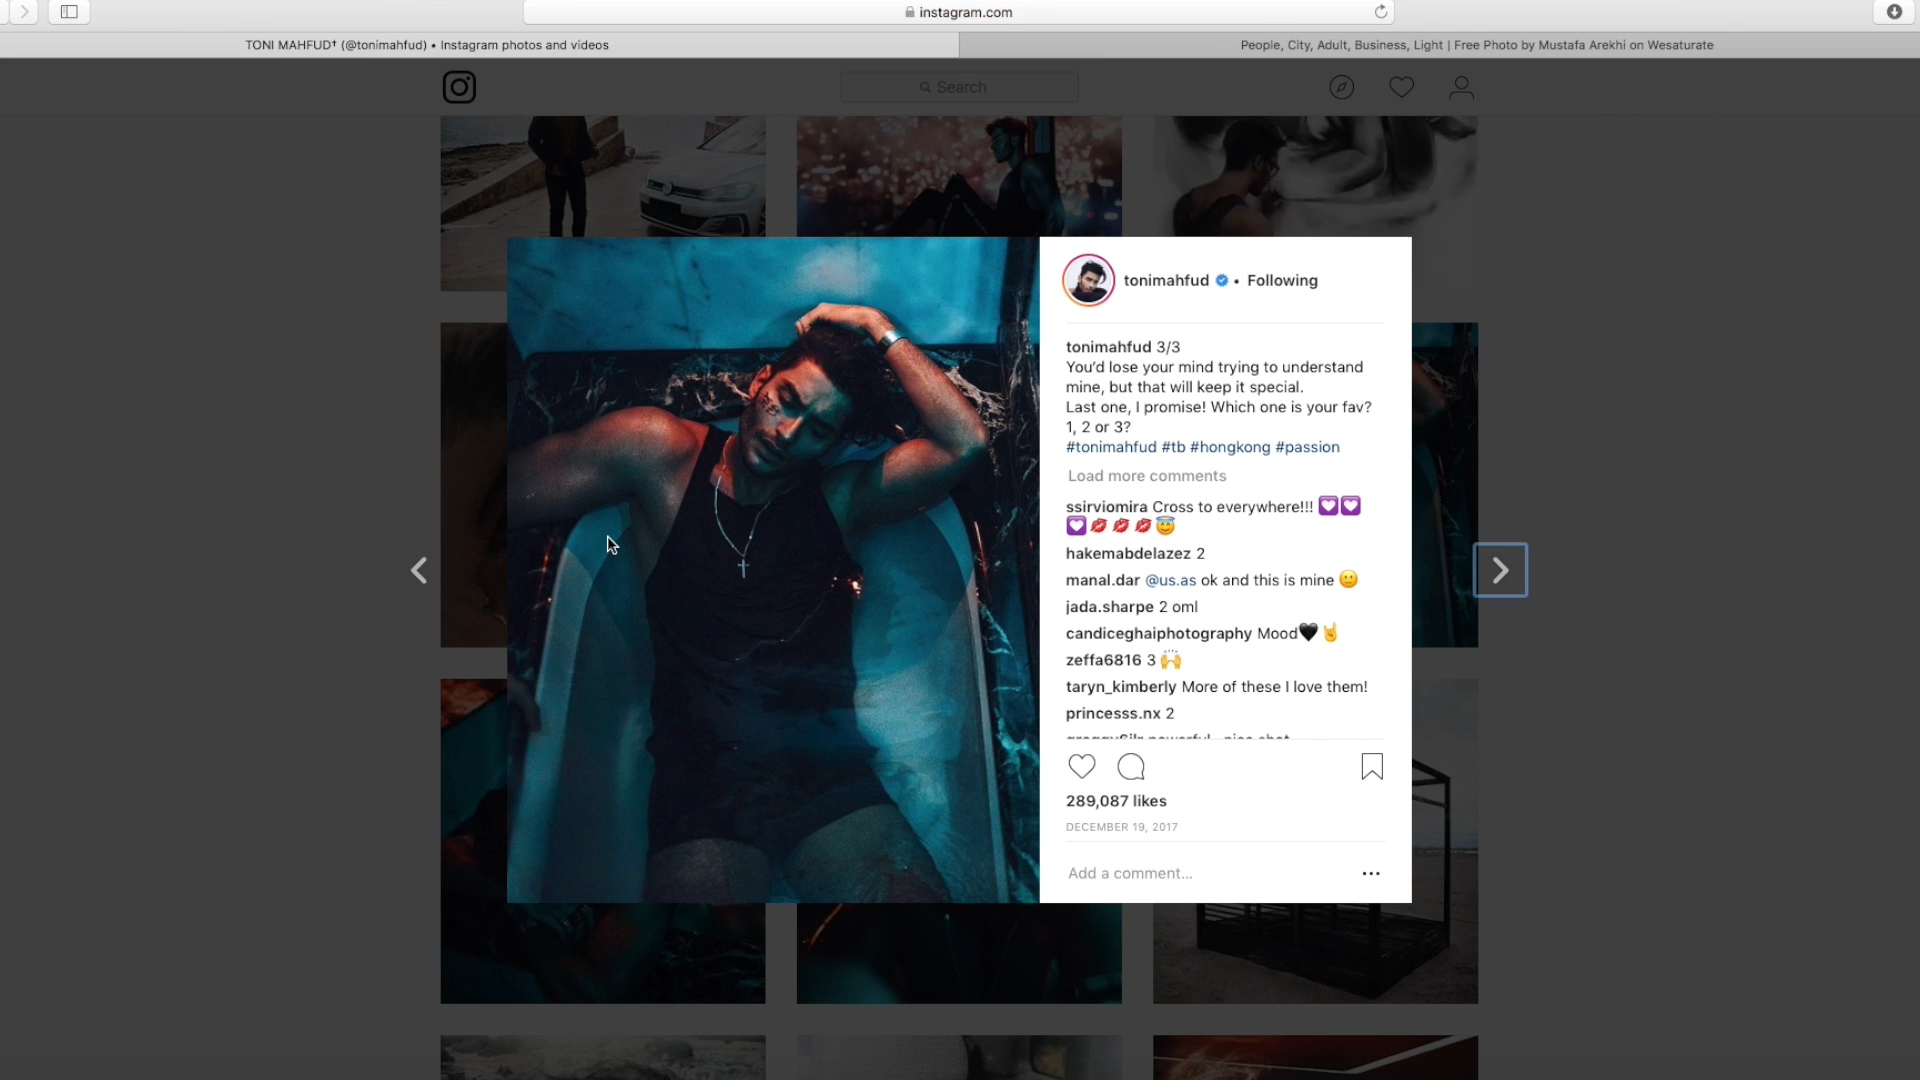 instagram.com
TONI MAHFUD† (@tonimahfud) • Instagram photos and videos
People, City, Adult, Business, Light | Free Photo by Mustafa Arekhi on Wesaturate
Search
tonimahfud • Following
tonimahfud 3/3
You'd lose your mind trying to understand
mine, but that will keep it special.
Last one, I promise! Which one is your fav?
1, 2 or 3?
#tonimahfud #tb #hongkong #passion
Load more comments
ssirviomira Cross to everywhere!!! 💟💟
💟💋💋💋😇
hakemabdelazez 2
manal.dar @us.as ok and this is mine 🙂
jada.sharpe 2 oml
candiceghaiphotography Mood🖤🤘
zeffa6816 3 🙌
taryn_kimberly More of these I love them!
princesss.nx 2
289,087 likes
DECEMBER 19, 2017
Add a comment...